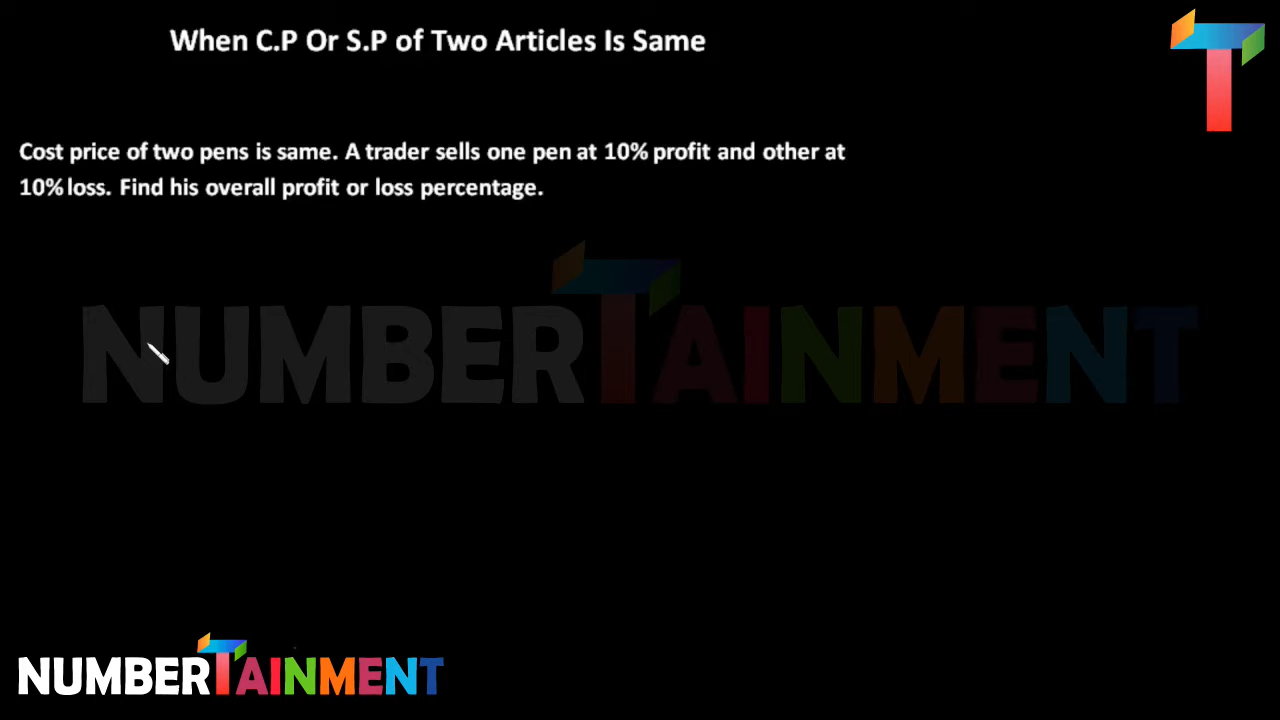 When C.P Or S.P of Two Articles Is Same
T
Cost price of two pens is same. A trader sells one pen at 10% profit and other at
10% loss. Find his overall profit or loss percentage.
NUMBERTAINMENT
NUMBERTAINMENT